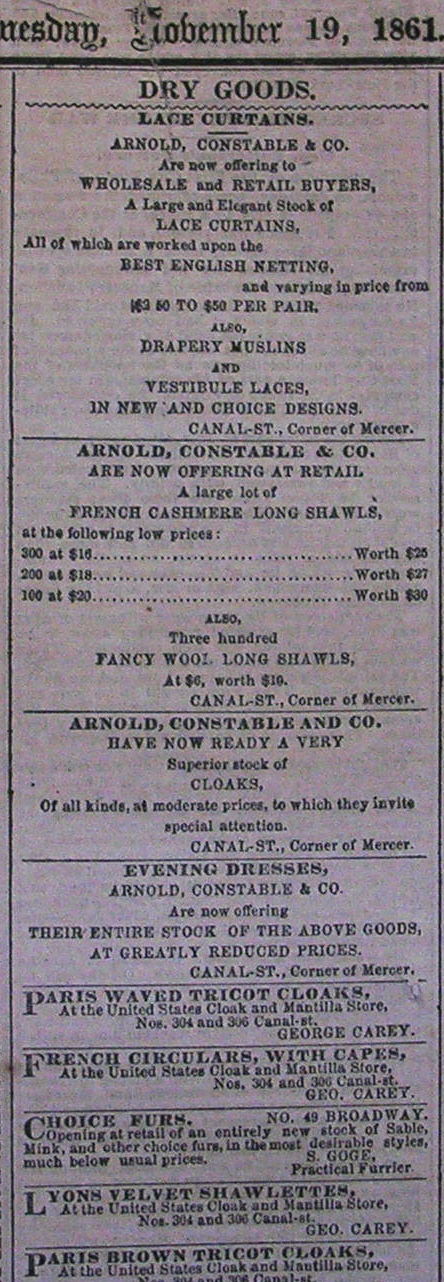 November 19, 1861.
DRY GOODS.
LACE CURTAINS.
ARNOLD, CONSTABLE & CO.
Are now offering to
WHOLESALE and RETAIL BUYERS,
A Large and Elegant Stock of
LACE CURTAINS,
All of which are worked upon the
BEST ENGLISH NETTING,
and varying in price from
$2 50 TO $50 PER PAIR.
ALSO,
DRAPERY MUSLINS
AND
VESTIBULE LACES,
IN NEW AND CHOICE DESIGNS.
CANAL-ST., Corner of Mercer.
ARNOLD, CONSTABLE & CO.
ARE NOW OFFERING AT RETAIL
A large lot of
FRENCH CASHMERE LONG SHAWLS,
at the following low prices:
300 at $16........................................Worth $25
200 at $18........................................Worth $27
100 at $20........................................Worth $30
ALSO,
Three hundred
FANCY WOOL LONG SHAWLS,
At $6, worth $10.
CANAL-ST., Corner of Mercer.
ARNOLD, CONSTABLE AND CO.
HAVE NOW READY A VERY
Superior stock of
CLOAKS,
Of all kinds, at moderate prices, to which they invite
special attention.
CANAL-ST., Corner of Mercer.
EVENING DRESSES,
ARNOLD, CONSTABLE & CO.
Are now offering
THEIR ENTIRE STOCK OF THE ABOVE GOODS,
AT GREATLY REDUCED PRICES.
CANAL-ST., Corner of Mercer.
PARIS WAVED TRICOT CLOAKS,
At the United States Cloak and Mantilla Store,
Nos. 304 and 306 Canal-st.
GEORGE CAREY.
FRENCH CIRCULARS, WITH CAPES,
At the United States Cloak and Mantilla Store,
Nos. 304 and 306 Canal-st.
GEO. CAREY.
CHOICE FURS. NO. 49 BROADWAY.
Opening at retail of an entirely new stock of Sable,
Mink, and other choice furs, in the most desirable styles,
much below usual prices. S. GOGE,
Practical Furrier.
LYONS VELVET SHAWLETTES,
At the United States Cloak and Mantilla Store,
Nos. 304 and 306 Canal-st.
GEO. CAREY.
PARIS BROWN TRICOT CLOAKS,
At the United States Cloak and Mantilla Store,
Nos. 304 and 306 Canal-st.